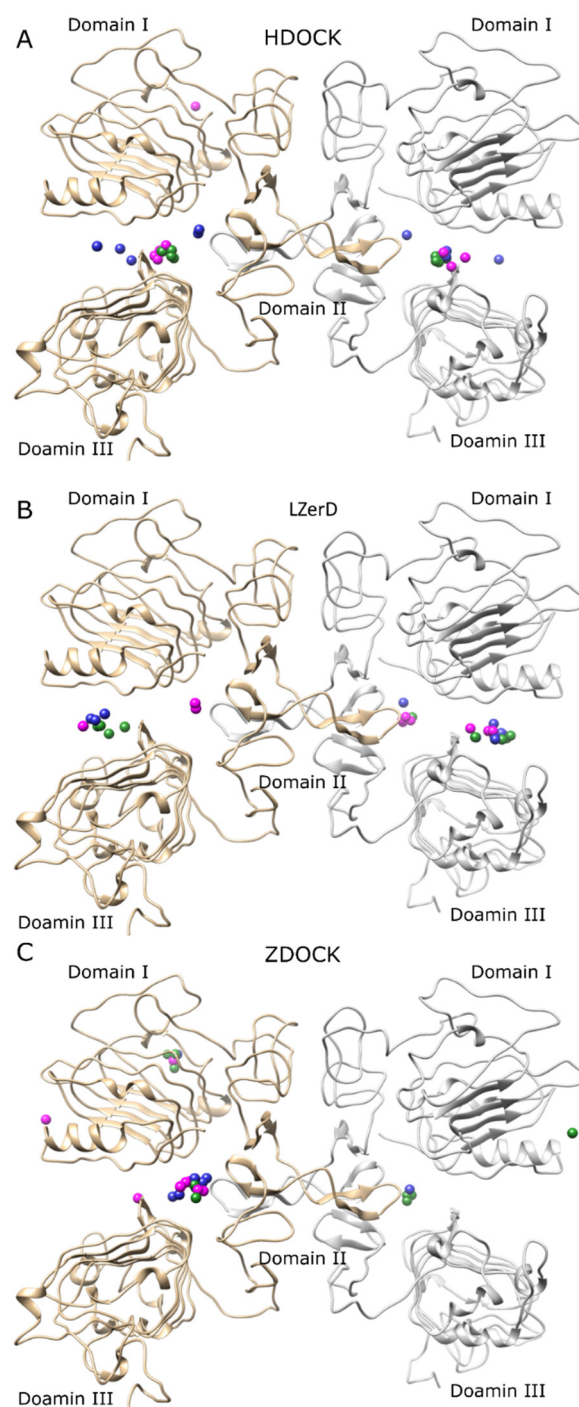 A
HDOCK
Domain I
Domain I
Domain II
Doamin III
Doamin III
B
LZerD
Domain I
Domain I
Domain II
Doamin III
Doamin III
C
ZDOCK
Domain I
Domain I
Domain II
Doamin III
Doamin III